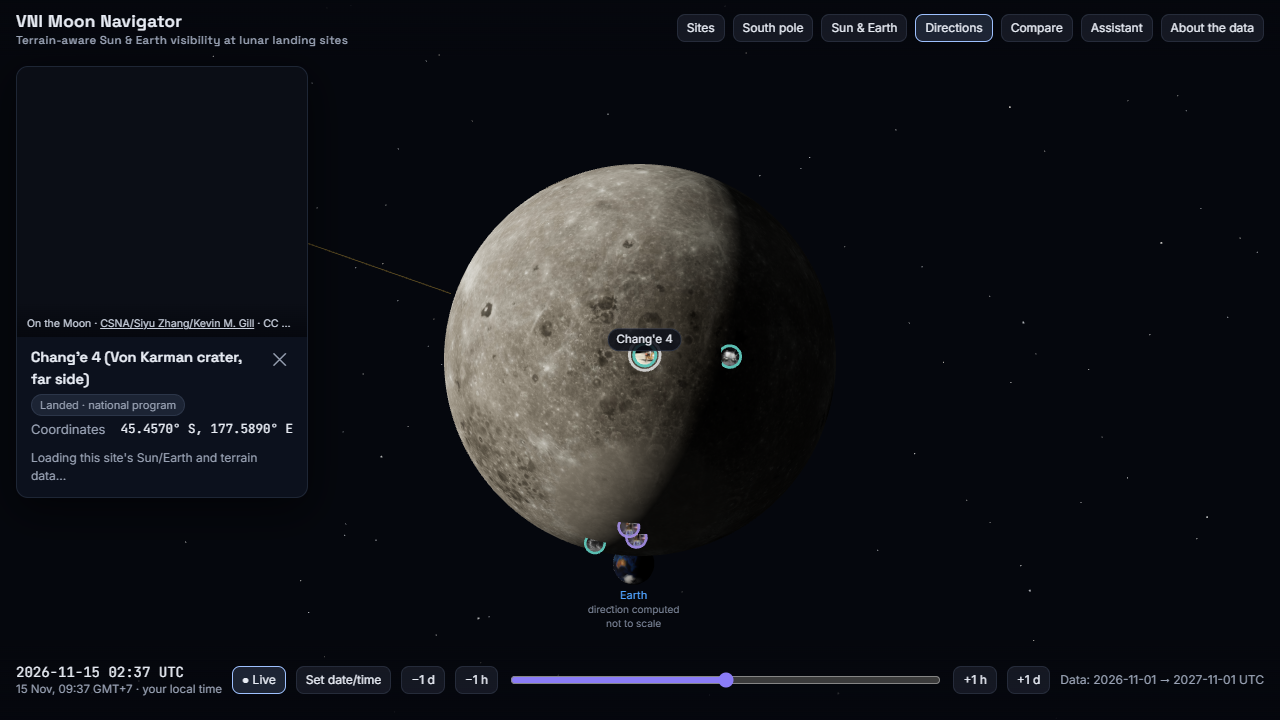 VNI Moon Navigator
Terrain-aware Sun & Earth visibility at lunar landing sites
Sites
South pole
Sun & Earth
Directions
Compare
Assistant
About the data
On the Moon · CSNA/Siyu Zhang/Kevin M. Gill · CC ...
Chang'e 4 (Von Karman crater,
far side)
Landed · national program
Coordinates 45.4570° S, 177.5890° E
Loading this site's Sun/Earth and terrain
data...
Chang'e 4
Earth
direction computed
not to scale
2026-11-15 02:37 UTC
15 Nov, 09:37 GMT+7 · your local time
● Live
Set date/time
−1 d
−1 h
+1 h
+1 d
Data: 2026-11-01 → 2027-11-01 UTC